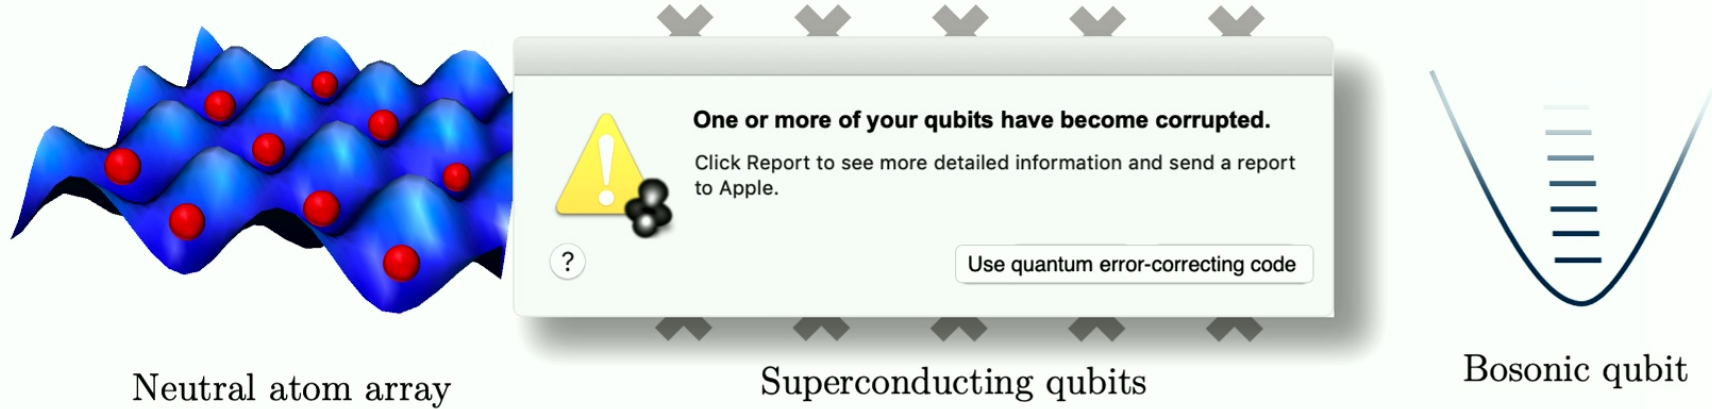 One or more of your qubits have become corrupted.
Click Report to see more detailed information and send a report
to Apple.
?
Use quantum error-correcting code
Neutral atom array
Superconducting qubits
Bosonic qubit